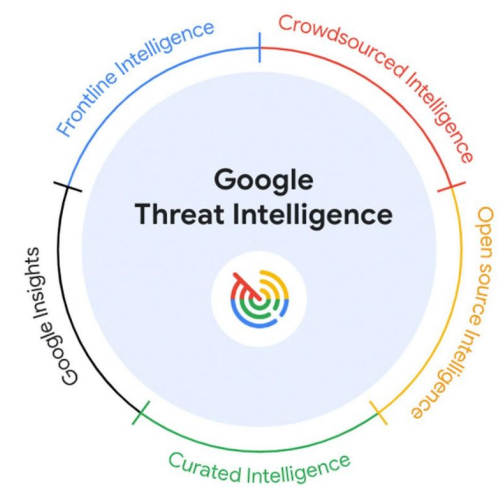 Google
Threat Intelligence
Frontline Intelligence
Crowdsourced Intelligence
Open source Intelligence
Curated Intelligence
Google Insights